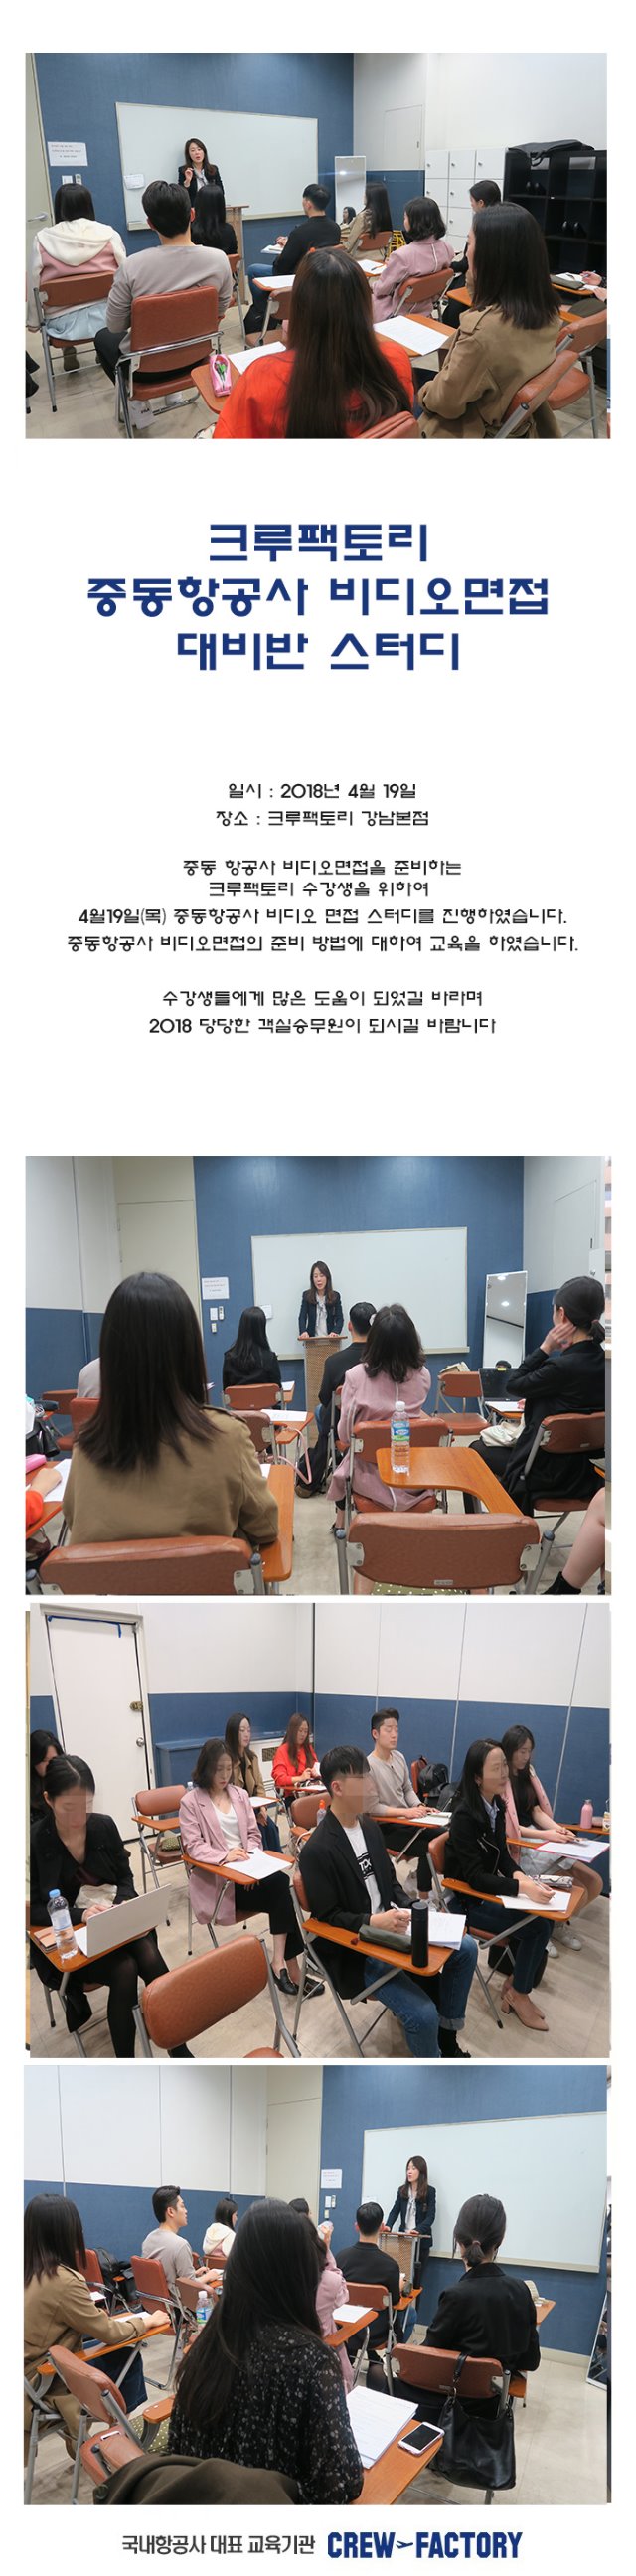 크루팩토리
중동항공사 비디오면접
대비반 스터디
일시 : 2018년 4월 19일
장소 : 크루팩토리 강남본점
중동 항공사 비디오면접을 준비하는
크루팩토리 수강생을 위하여
4월19일(목) 중동항공사 비디오 면접 스터디를 진행하였습니다.
중동항공사 비디오면접의 준비 방법에 대하여 교육을 하였습니다.
수강생들에게 많은 도움이 되었길 바라며
2018 당당한 객실승무원이 되시길 바랍니다
국내항공사 대표 교육기관 CREW FACTORY